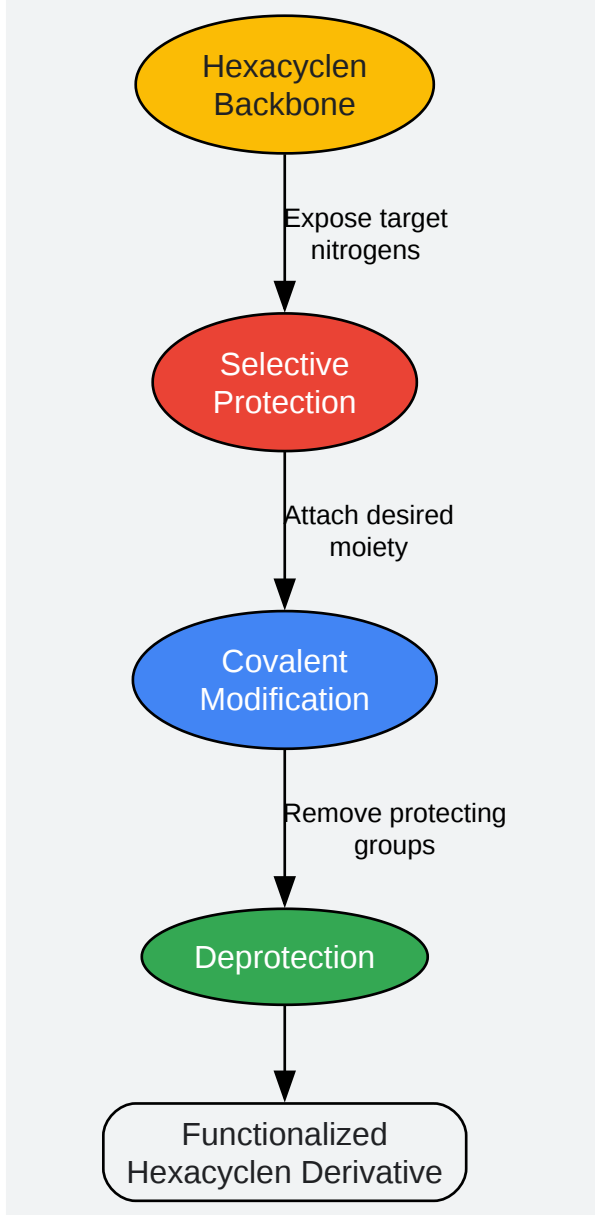 Hexacyclen
Backbone
Expose target
nitrogens
Selective
Protection
Attach desired
moiety
Covalent
Modification
Remove protecting
groups
Deprotection
Functionalized
Hexacyclen Derivative